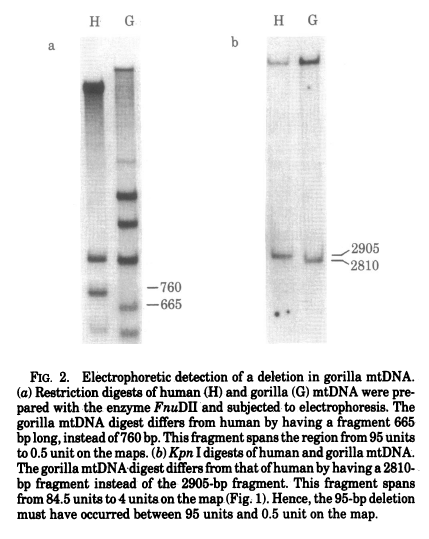 H G
H G
a
b
2905
2810
760
665
FIG. 2. Electrophoretic detection of a deletion in gorilla mtDNA.
(a) Restriction digests of human (H) and gorilla (G) mtDNA were pre-
pared with the enzyme FnuDII and subjected to electrophoresis. The
gorilla mtDNA digest differs from human by having a fragment 665
bp long, instead of 760 bp. This fragment spans the region from 95 units
to 0.5 unit on the maps. (b) Kpn I digests of human and gorilla mtDNA.
The gorilla mtDNA digest differs from that of human by having a 2810-
bp fragment instead of the 2905-bp fragment. This fragment spans
from 84.5 units to 4 units on the map (Fig. 1). Hence, the 95-bp deletion
must have occurred between 95 units and 0.5 unit on the map.